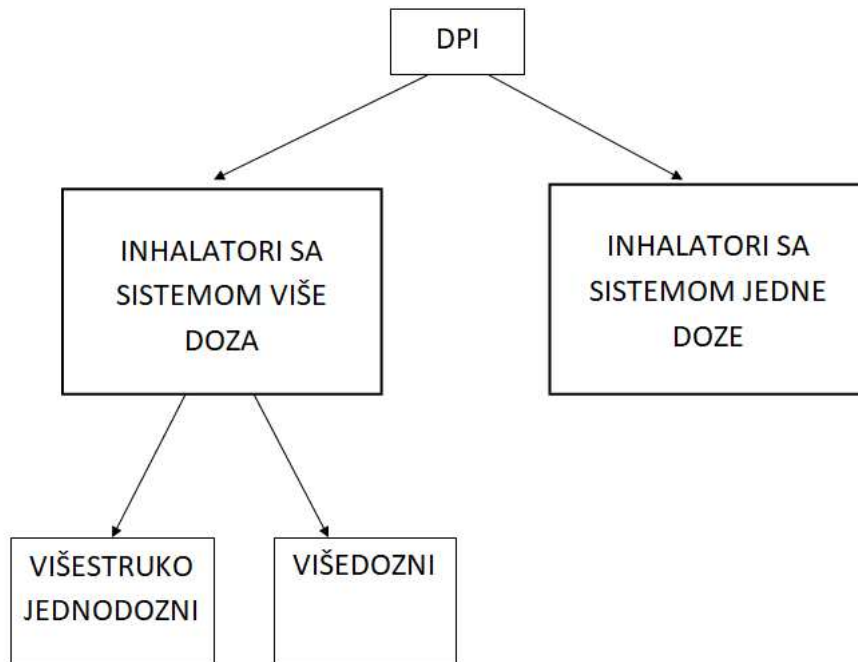 DPI
INHALATORI SA
SISTEMOM VIŠE
DOZA
INHALATORI SA
SISTEMOM JEDNE
DOZE
VIŠESTRUKO
JEDNODOZNI
VIŠEDOZNI